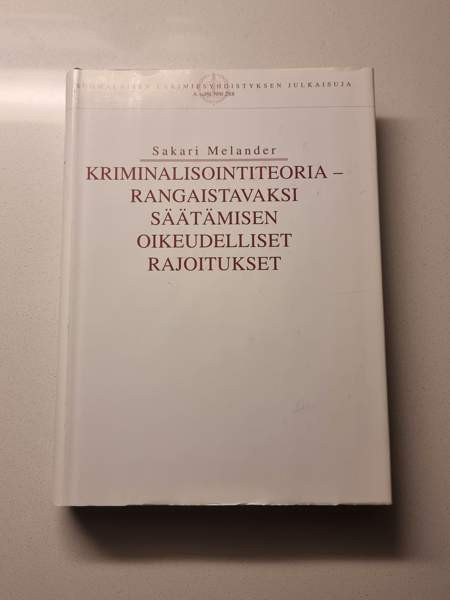 SUOMALAISEN LAKIMIESYHDISTYKSEN JULKAISUJA
Sakari Melander
KRIMINALISOINTITEORIA –
RANGAISTAVAKSI
SÄÄTÄMISEN
OIKEUDELLISET
RAJOITUKSET